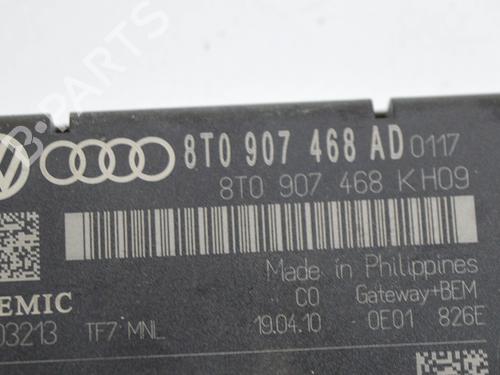 8T0 907 468 AD 0117
8T0 907 468 KH09
Made in Philippines
C0 Gateway+BEM
EMIC
03213 TF7 MNL 19.04.10 0E01 826E
B-PARTS